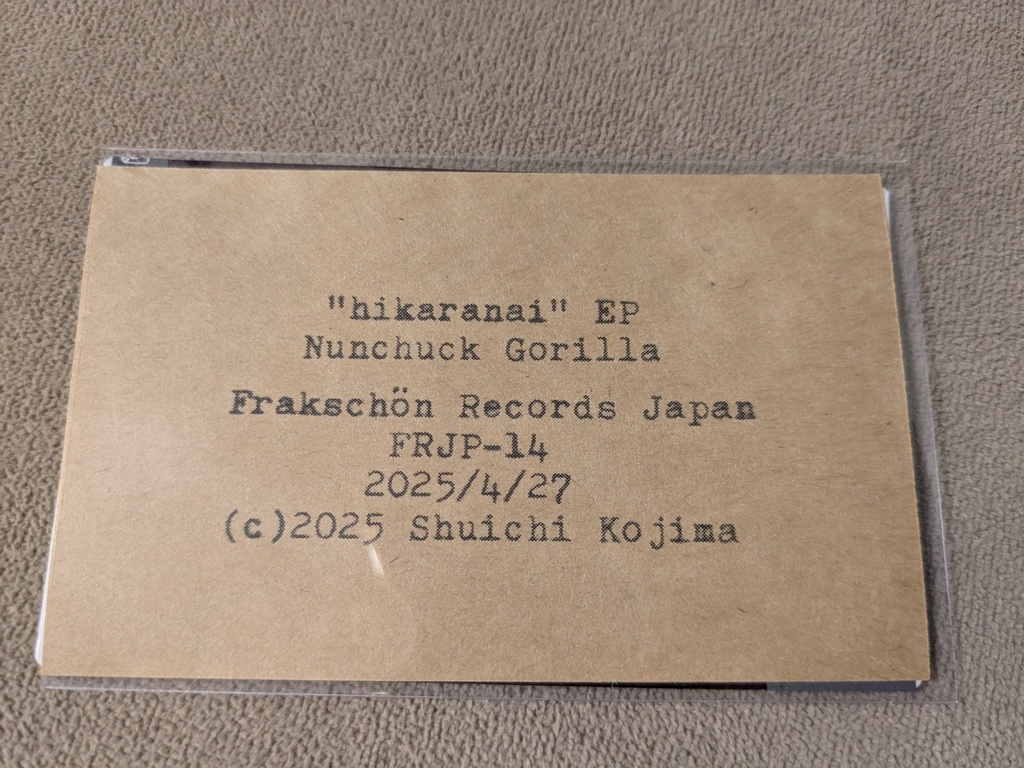 "hikaranai" EP
Nunchuck Gorilla
Frakschön Records Japan
FRJP-14
2025/4/27
(c)2025 Shuichi Kojima